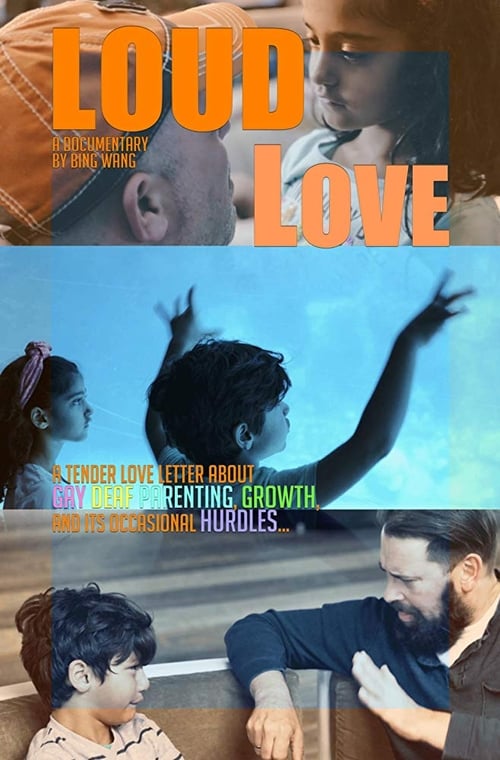 LOUD
A DOCUMENTARY
BY BING WANG
LOVE
A TENDER LOVE LETTER ABOUT
GAY DEAF PARENTING, GROWTH,
AND ITS OCCASIONAL HURDLES...